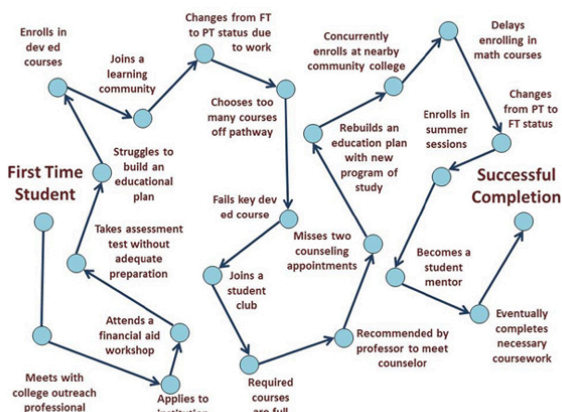 First Time
Student
Meets with
college outreach
professional
Applies to
Attends a
financial aid
workshop
Takes assessment
test without
adequate
preparation
Struggles to
build an
educational
plan
Enrolls in
dev ed
courses
Joins a
learning
community
Changes from FT
to PT status due
to work
Chooses too
many courses
off pathway
Fails key dev
ed course
Joins a
student
club
Required
courses
are full
Recommended by
professor to meet
counselor
Misses two
counseling
appointments
Rebuilds an
education plan
with new
program of
study
Concurrently
enrolls at nearby
community college
Delays
enrolling in
math courses
Changes
from PT to
FT status
Enrolls in
summer
sessions
Becomes a
student
mentor
Eventually
completes
necessary
coursework
Successful
Completion